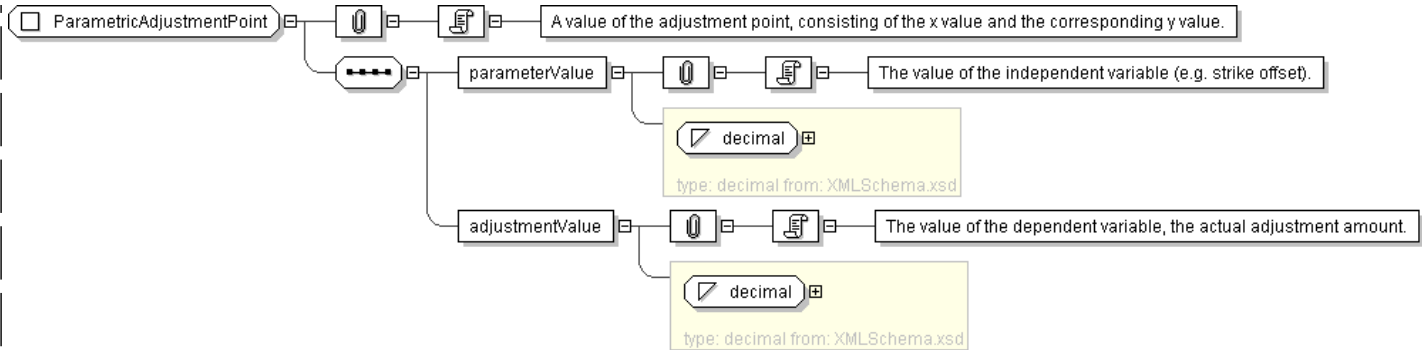 ParametricAdjustmentPoint
A value of the adjustment point, consisting of the x value and the corresponding y value.
parameterValue
The value of the independent variable (e.g. strike offset).
decimal
type: decimal from: XMLSchema.xsd
adjustmentValue
The value of the dependent variable, the actual adjustment amount.
decimal
type: decimal from: XMLSchema.xsd